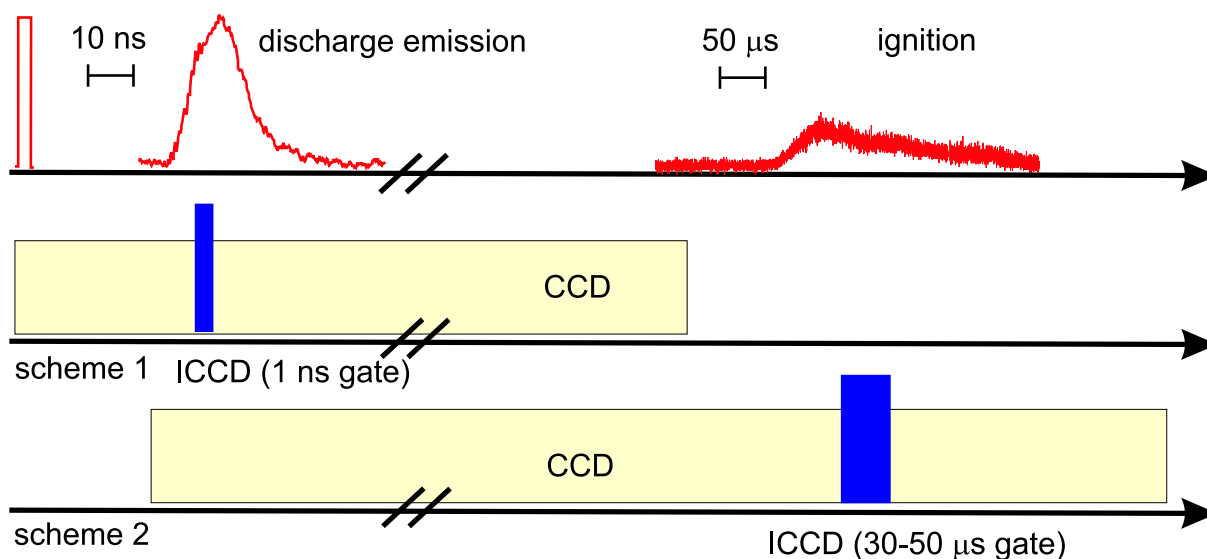 10 ns
discharge emission
50 μs
ignition
CCD
scheme 1
ICCD (1 ns gate)
CCD
scheme 2
ICCD (30-50 μs gate)